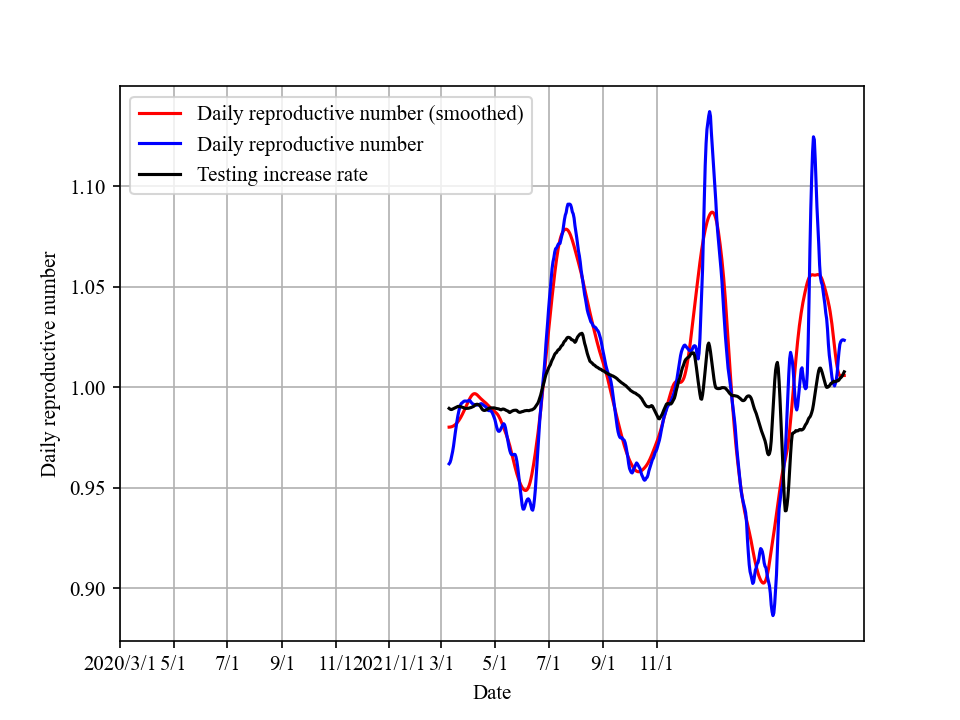 Daily reproductive number (smoothed)
Daily reproductive number
Testing increase rate
Daily reproductive number
1.10
1.05
1.00
0.95
0.90
2020/3/1 5/1 7/1 9/1 11/1 2021/1/1 3/1 5/1 7/1 9/1 11/1
Date